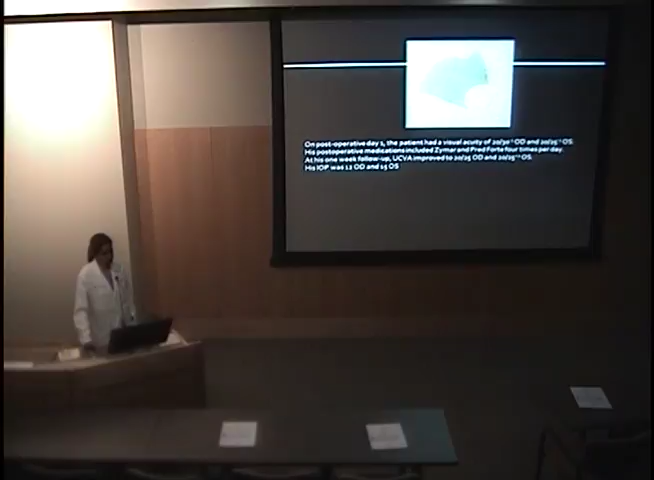 On post-operative day 1, the patient had a visual acuity of 20/30 OD and 20/25 OS.
His postoperative medications included Zymar and Pred Forte four times per day.
At his one week follow-up, UCVA improved to 20/25 OD and 20/25 OS.
His IOP was 12 OD and 15 OS